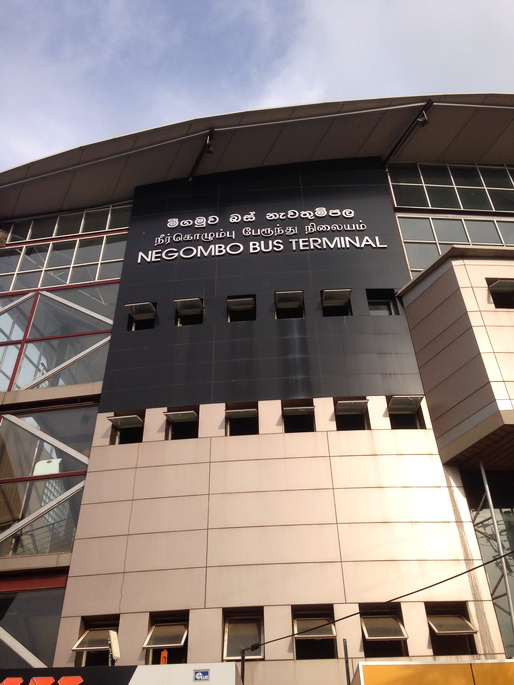 මීගමුව බස් නැවතුම්පල
நீர்கொழும்பு பேருந்து நிலையம்
NEGOMBO BUS TERMINAL